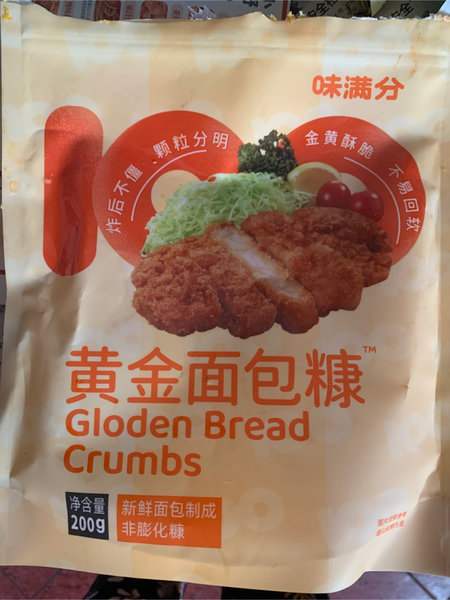 味满分
100
炸后不僵 颗粒分明
金黄酥脆 不易回软
黄金面包糠™
Gloden Bread
Crumbs
净含量
200g
新鲜面包制成
非膨化糠